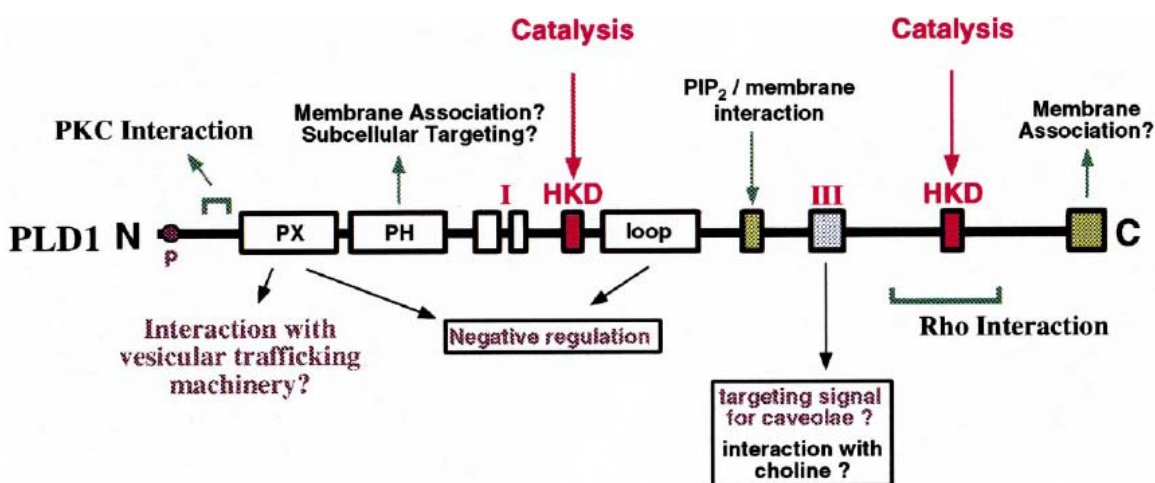 Catalysis
Catalysis
PIP2 / membrane
interaction
Membrane Association?
Subcellular Targeting?
Membrane
Association?
PKC Interaction
I
HKD
III
HKD
PLD1 N
PX
PH
loop
C
P
Interaction with
vesicular trafficking
machinery?
Negative regulation
Rho Interaction
targeting signal
for caveolae ?
interaction with
choline ?